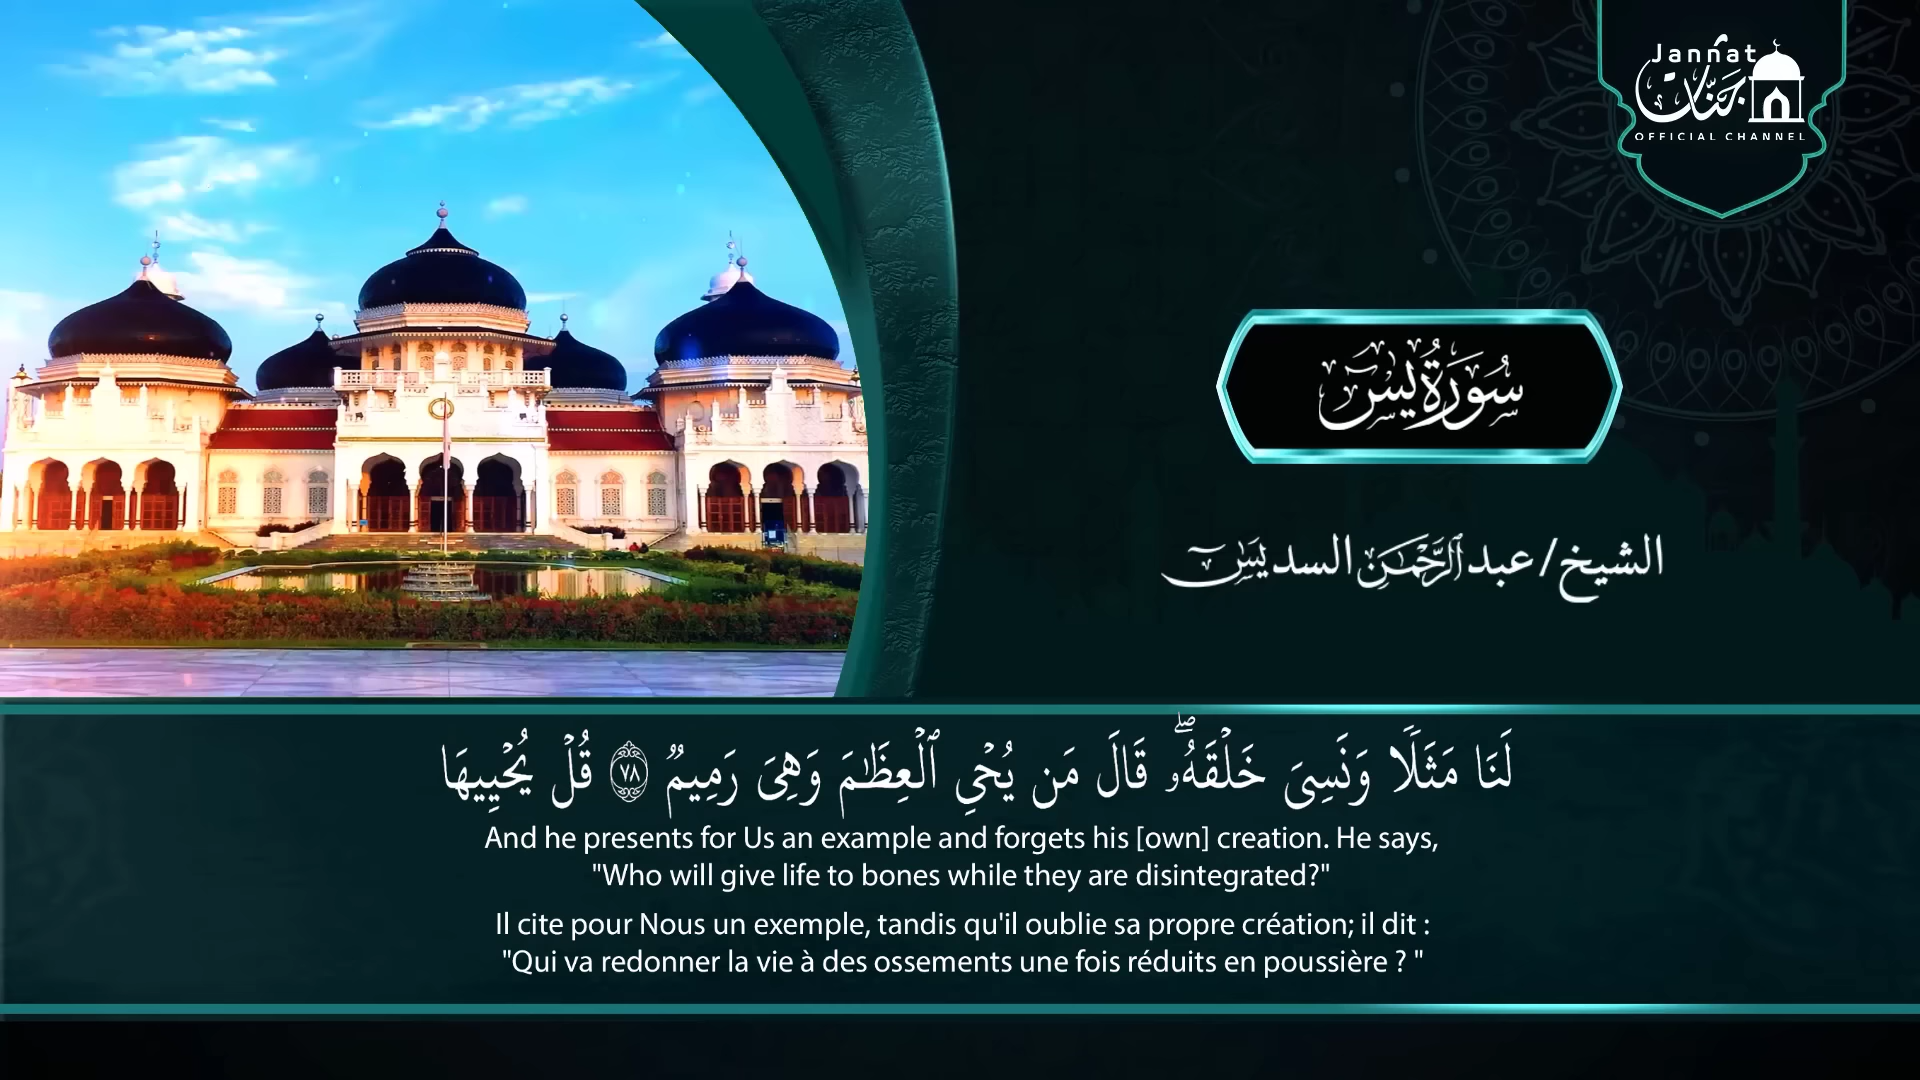 Jannat
جَنَّات
OFFICIAL CHANNEL
سُورَةُ يسٓ
الشيخ/عبد الرَّحْمَٰن السديس
لَنَا مَثَلًا وَنَسِىَ خَلْقَهُۥ ۖ قَالَ مَن يُحْىِ ٱلْعِظَٰمَ وَهِىَ رَمِيمٌ ٧٨ قُلْ يُحْيِيهَا
And he presents for Us an example and forgets his [own] creation. He says,
"Who will give life to bones while they are disintegrated?"
Il cite pour Nous un exemple, tandis qu'il oublie sa propre création; il dit :
"Qui va redonner la vie à des ossements une fois réduits en poussière ? "